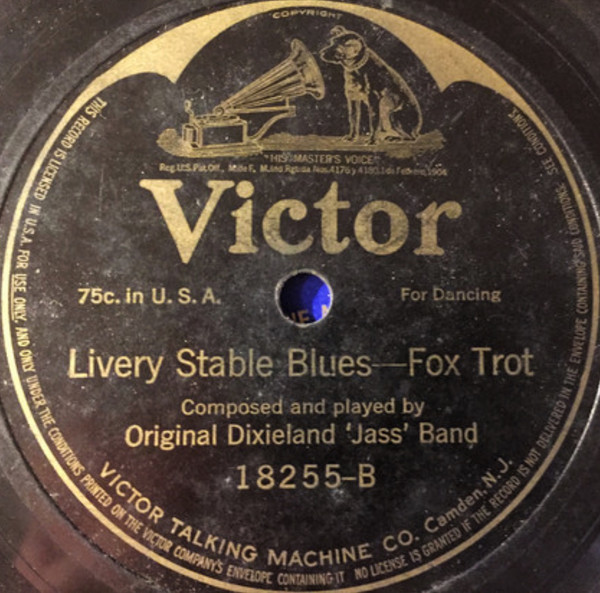 COPYRIGHT
"HIS MASTER'S VOICE"
Reg.U.S.Pat.Off., M.deF. M.Ind
Victor
75c. in U. S. A.
For Dancing
Livery Stable Blues—Fox Trot
Composed and played by
Original Dixieland 'Jass' Band
18255-B
VICTOR TALKING MACHINE CO. Camden, N.J.
THIS RECORD IS LICENSED IN U.S.A. FOR USE ONLY, AND ONLY UNDER THE CONDITIONS PRINTED ON THE VICTOR COMPANY'S ENVELOPE CONTAINING IT NO LICENSE IS GRANTED IF THE RECORD IS NOT DELIVERED IN THE ENVELOPE CONTAINING SAID CONDITIONS. SEE CONDITIONS.